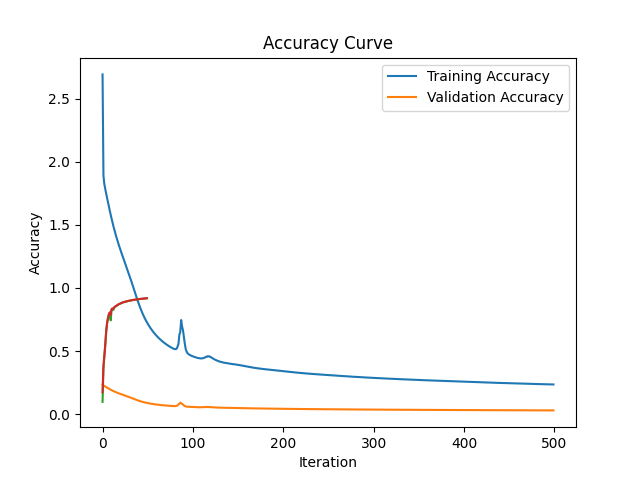 Accuracy Curve
Training Accuracy
Validation Accuracy
Accuracy
2.5
2.0
1.5
1.0
0.5
0.0
0 100 200 300 400 500
Iteration